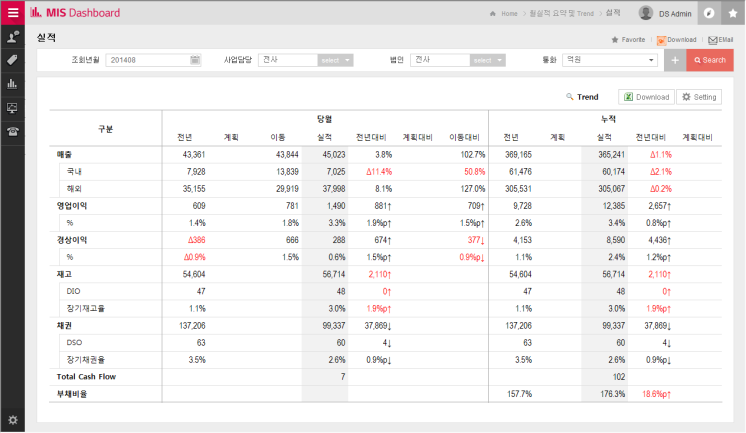 MIS Dashboard
Home > 월실적 요약 및 Trend > 실적
DS Admin
실적
Favorite Download EMail
조회년월 201408 사업담당 전사 select 법인 전사 select 통화 억원 + Search
Trend Download Setting
구분 당월 누적
전년 계획 이동 실적 전년대비 계획대비 이동대비 전년 계획 실적 전년대비 계획대비
매출 43,361 43,844 45,023 3.8% 102.7% 369,165 365,241 Δ1.1%
국내 7,928 13,839 7,025 Δ11.4% 50.8% 61,476 60,174 Δ2.1%
해외 35,155 29,919 37,998 8.1% 127.0% 305,531 305,067 Δ0.2%
영업이익 609 781 1,490 881↑ 709↑ 9,728 12,385 2,657↑
% 1.4% 1.8% 3.3% 1.9%p↑ 1.5%p↑ 2.6% 3.4% 0.8%p↑
경상이익 Δ386 666 288 674↑ 377↓ 4,153 8,590 4,436↑
% Δ0.9% 1.5% 0.6% 1.5%p↑ 0.9%p↓ 1.1% 2.4% 1.2%p↑
재고 54,604 56,714 2,110↑ 54,604 56,714 2,110↑
DIO 47 48 0↑ 47 48 0↑
장기재고율 1.1% 3.0% 1.9%p↑ 1.1% 3.0% 1.9%p↑
채권 137,206 99,337 37,869↓ 137,206 99,337 37,869↓
DSO 63 60 4↓ 63 60 4↓
장기채권율 3.5% 2.6% 0.9%p↓ 3.5% 2.6% 0.9%p↓
Total Cash Flow 7 102
부채비율 157.7% 176.3% 18.6%p↑